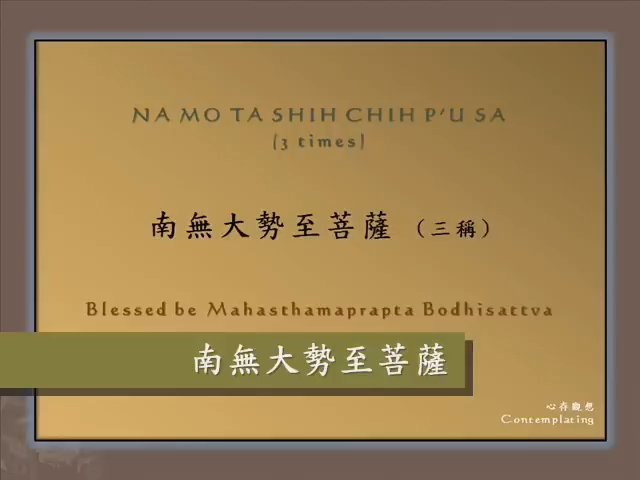 NA MO TA SHIH CHIH P'U SA
(3 times)
南無大勢至菩薩 （三稱）
Blessed be Mahasthamaprapta Bodhisattva
南無大勢至菩薩
心存觀想
Contemplating